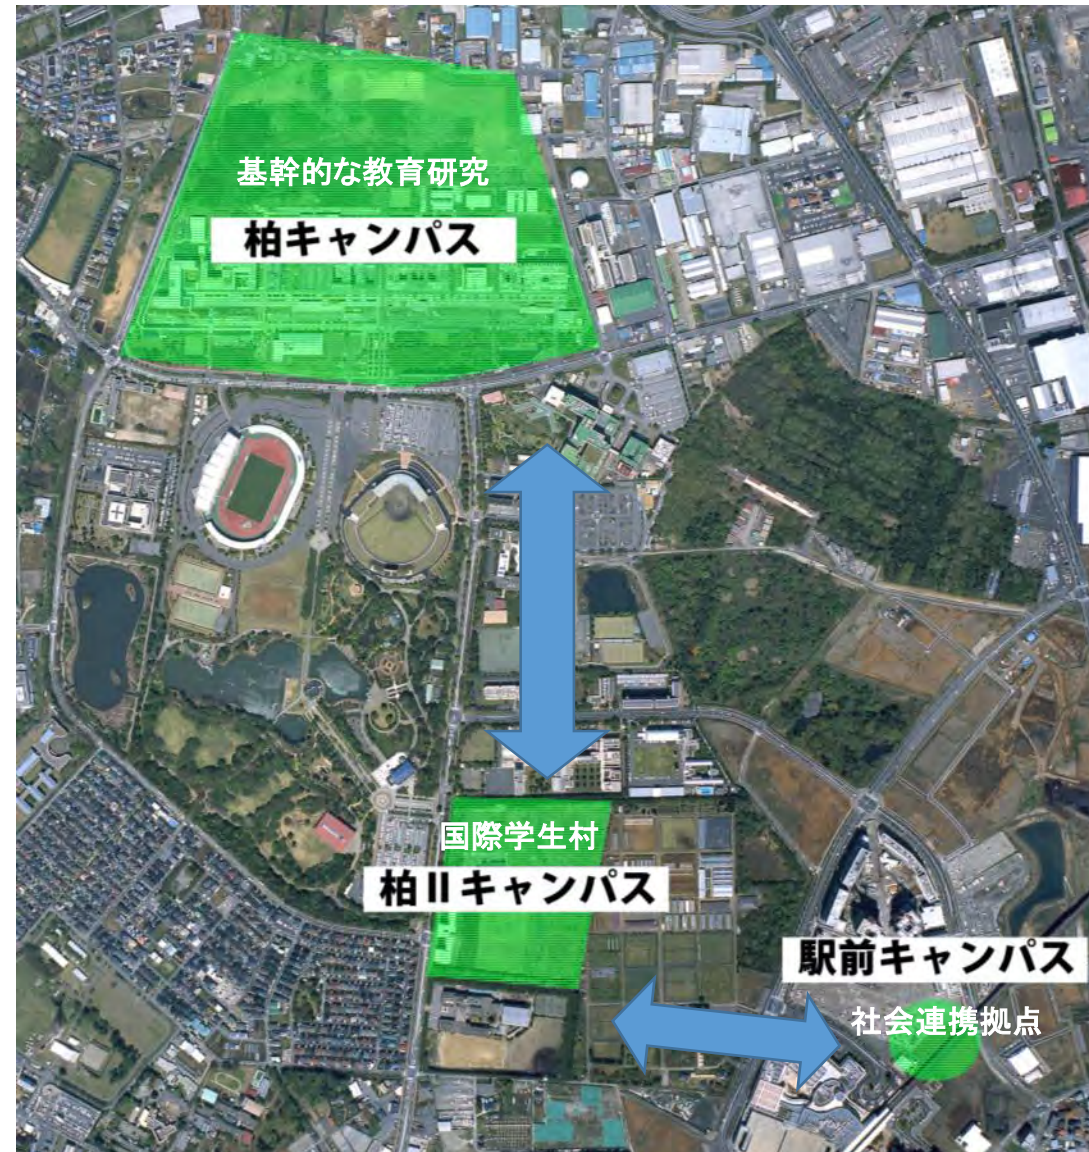 基幹的な教育研究
柏キャンパス
国際学生村
柏Ⅱキャンパス
駅前キャンパス
社会連携拠点